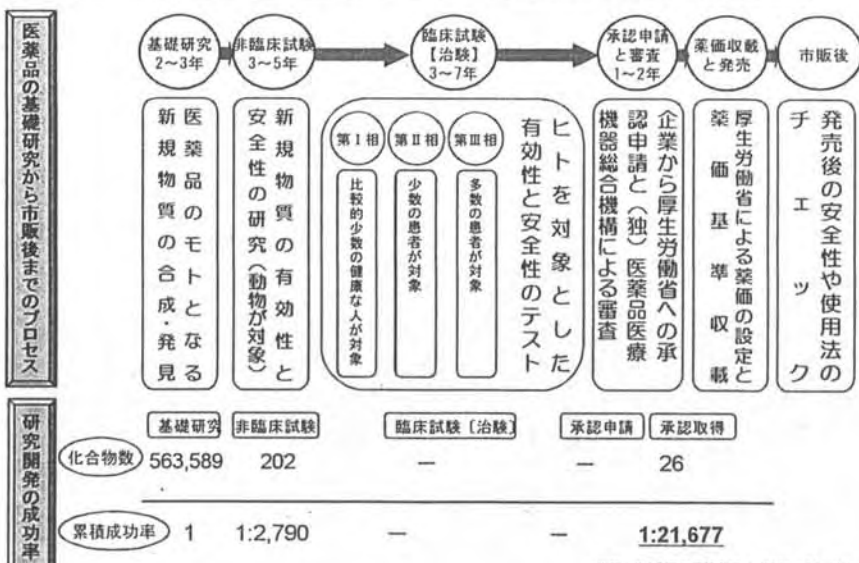 医薬品の基礎研究から市販後までのプロセス
基礎研究
2~3年
非臨床試験
3~5年
臨床試験
【治験】
3~7年
承認申請
と審査
1~2年
薬価収載
と発売
市販後
医薬品のモトとなる
新規物質の合成・発見
新規物質の有効性と
安全性の研究(動物が対象)
第Ⅰ相
比較的少数の健康な人が対象
第Ⅱ相
少数の患者が対象
第Ⅲ相
多数の患者が対象
ヒトを対象とした
有効性と安全性のテスト
企業から厚生労働省への承
認申請と(独)医薬品医療
機器総合機構による審査
厚生労働省による薬価の設定と
薬価基準収載
発売後の安全性や使用法の
チェック
研究開発の成功率
基礎研究 非臨床試験 臨床試験〔治験〕 承認申請 承認取得
化合物数 563,589 202 — — 26
累積成功率 1 1:2,790 — — 1:21,677